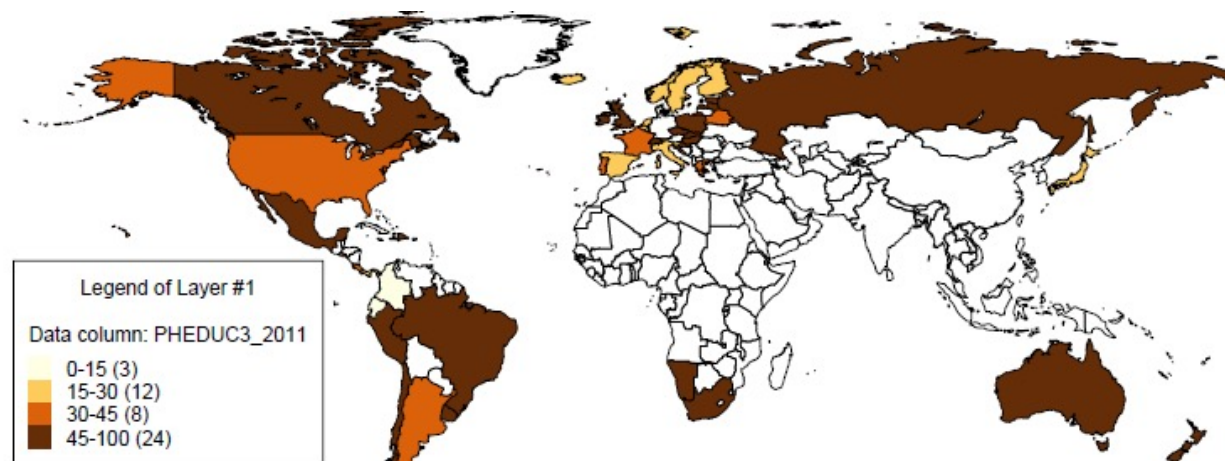 Legend of Layer #1
Data column: PHEDUC3_2011
0-15 (3)
15-30 (12)
30-45 (8)
45-100 (24)